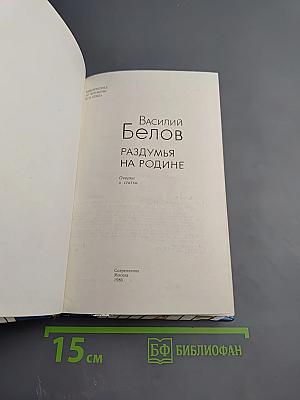 Василий
Белов
РАЗДУМЬЯ
НА РОДИНЕ
Очерки
и статьи
Современник
Москва
1986
15 см
БФ БИБЛИОФАН